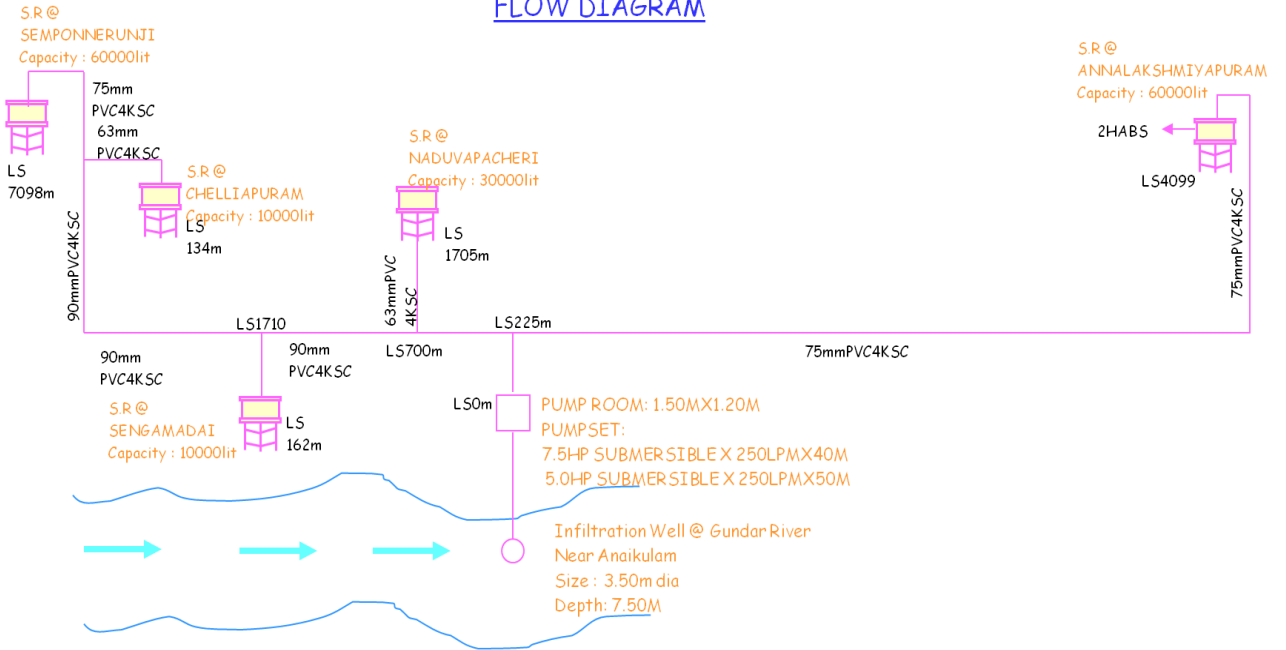 FLOW DIAGRAM
S.R @
SEMPONNERUNJI
Capacity : 60000lit
75mm
PVC4KSC
63mm
PVC4KSC
LS
7098m
S.R @
CHELLIAPURAM
Capacity : 10000lit
LS
134m
90mmPVC4KSC
S.R @
NADUVAPACHERI
Capacity : 30000lit
LS
1705m
63mmPVC
4KSC
S.R @
ANNALAKSHMIYAPURAM
Capacity : 60000lit
2HABS
LS4099
75mmPVC4KSC
LS1710
LS225m
90mm
PVC4KSC
90mm
PVC4KSC
LS700m
75mmPVC4KSC
S.R @
SENGAMADAI
Capacity : 10000lit
LS
162m
LS0m
PUMP ROOM: 1.50MX1.20M
PUMPSET:
7.5HP SUBMERSIBLE X 250LPMX40M
5.0HP SUBMERSIBLE X 250LPMX50M
Infiltration Well @ Gundar River
Near Anaikulam
Size : 3.50m dia
Depth: 7.50M